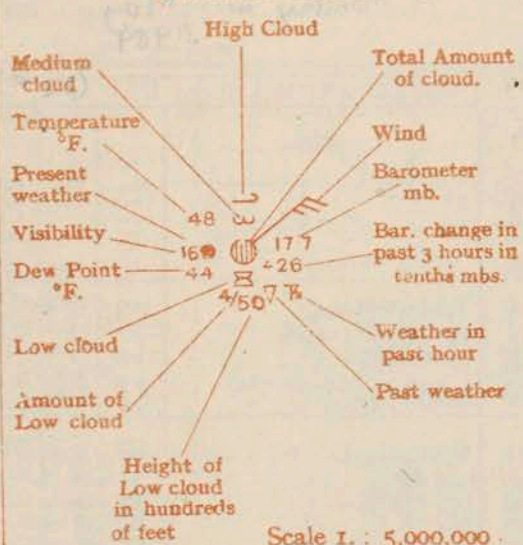 High Cloud
Medium
cloud
Total Amount
of cloud.
Temperature
°F.
Wind
Present
weather
Barometer
mb.
48
Visibility
16
177
Bar. change in
past 3 hours in
tenths mbs.
Dew Point
°F.
44
26
4/50
Low cloud
Weather in
past hour
Amount of
Low cloud
Past weather
Height of
Low cloud
in hundreds
of feet
Scale 1. : 5,000,000.